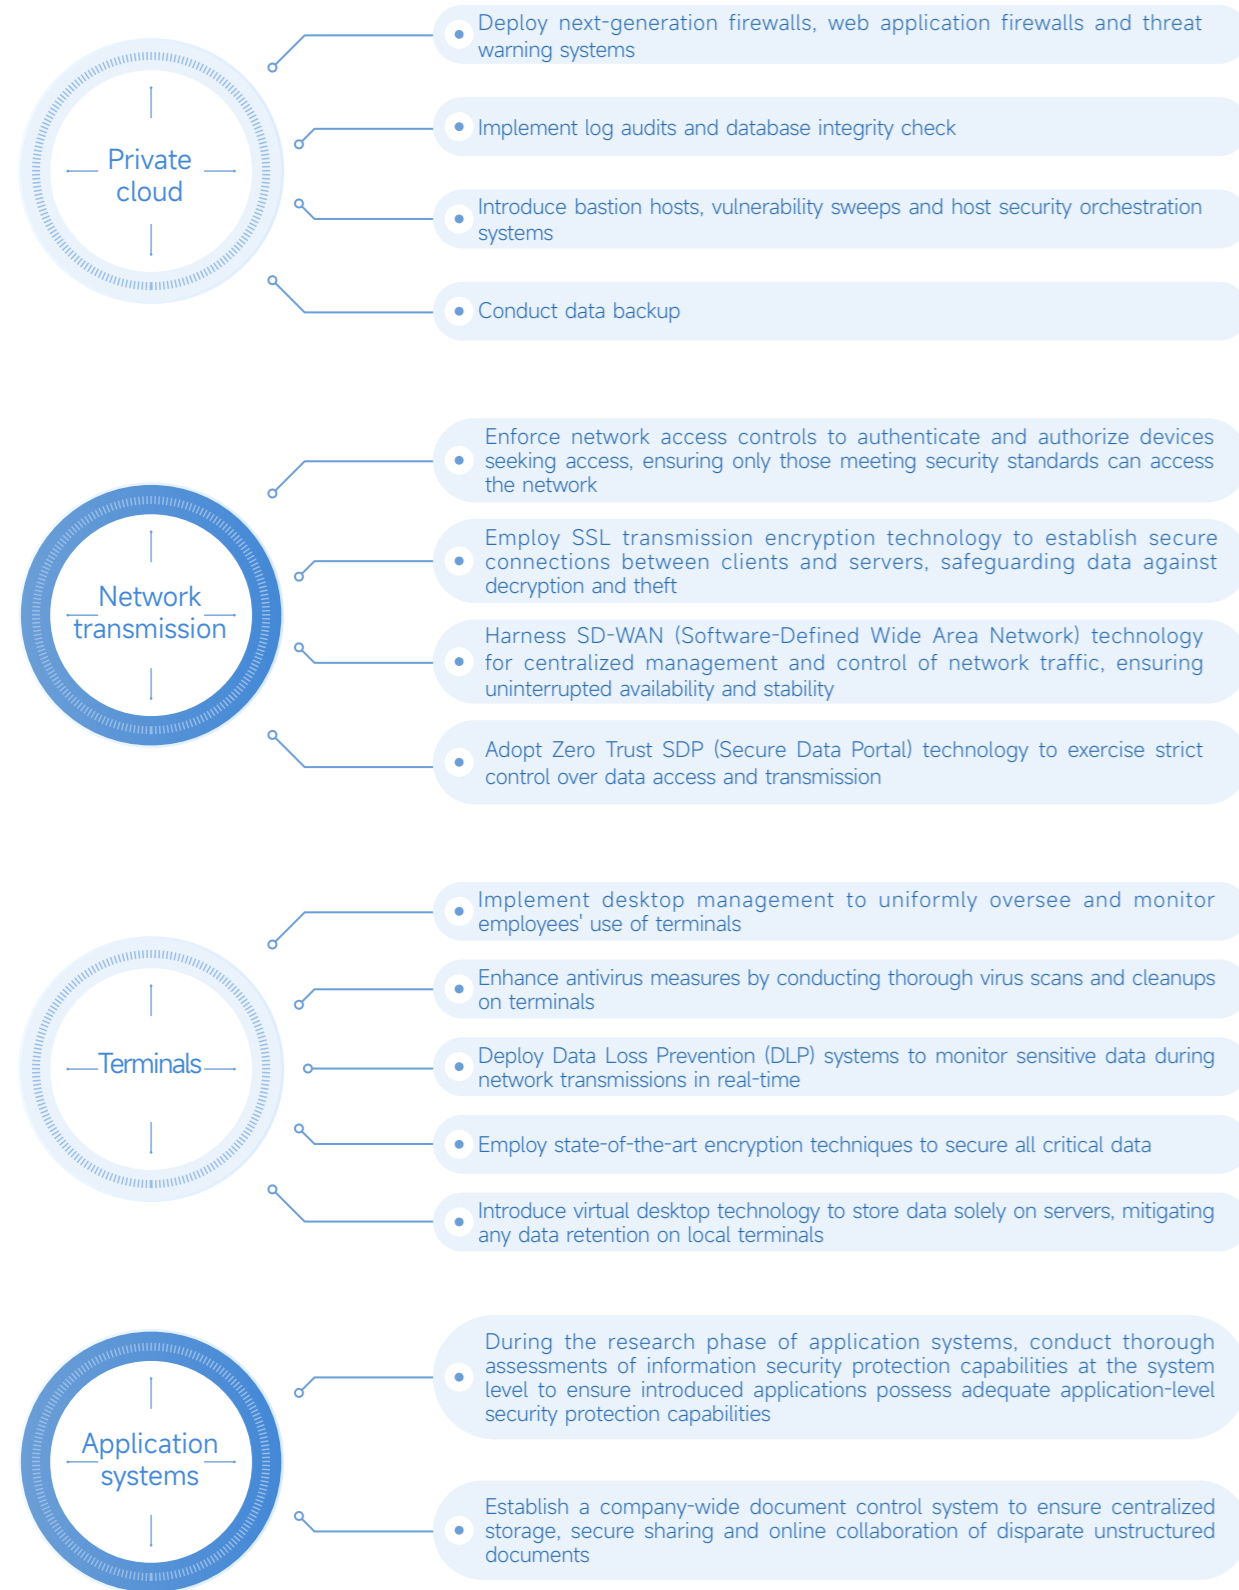 Private
cloud
Deploy next-generation firewalls, web application firewalls and threat
warning systems
Implement log audits and database integrity check
Introduce bastion hosts, vulnerability sweeps and host security orchestration
systems
Conduct data backup
Network
transmission
Enforce network access controls to authenticate and authorize devices
seeking access, ensuring only those meeting security standards can access
the network
Employ SSL transmission encryption technology to establish secure
connections between clients and servers, safeguarding data against
decryption and theft
Harness SD-WAN (Software-Defined Wide Area Network) technology
for centralized management and control of network traffic, ensuring
uninterrupted availability and stability
Adopt Zero Trust SDP (Secure Data Portal) technology to exercise strict
control over data access and transmission
Terminals
Implement desktop management to uniformly oversee and monitor
employees' use of terminals
Enhance antivirus measures by conducting thorough virus scans and cleanups
on terminals
Deploy Data Loss Prevention (DLP) systems to monitor sensitive data during
network transmissions in real-time
Employ state-of-the-art encryption techniques to secure all critical data
Introduce virtual desktop technology to store data solely on servers, mitigating
any data retention on local terminals
Application
systems
During the research phase of application systems, conduct thorough
assessments of information security protection capabilities at the system
level to ensure introduced applications possess adequate application-level
security protection capabilities
Establish a company-wide document control system to ensure centralized
storage, secure sharing and online collaboration of disparate unstructured
documents